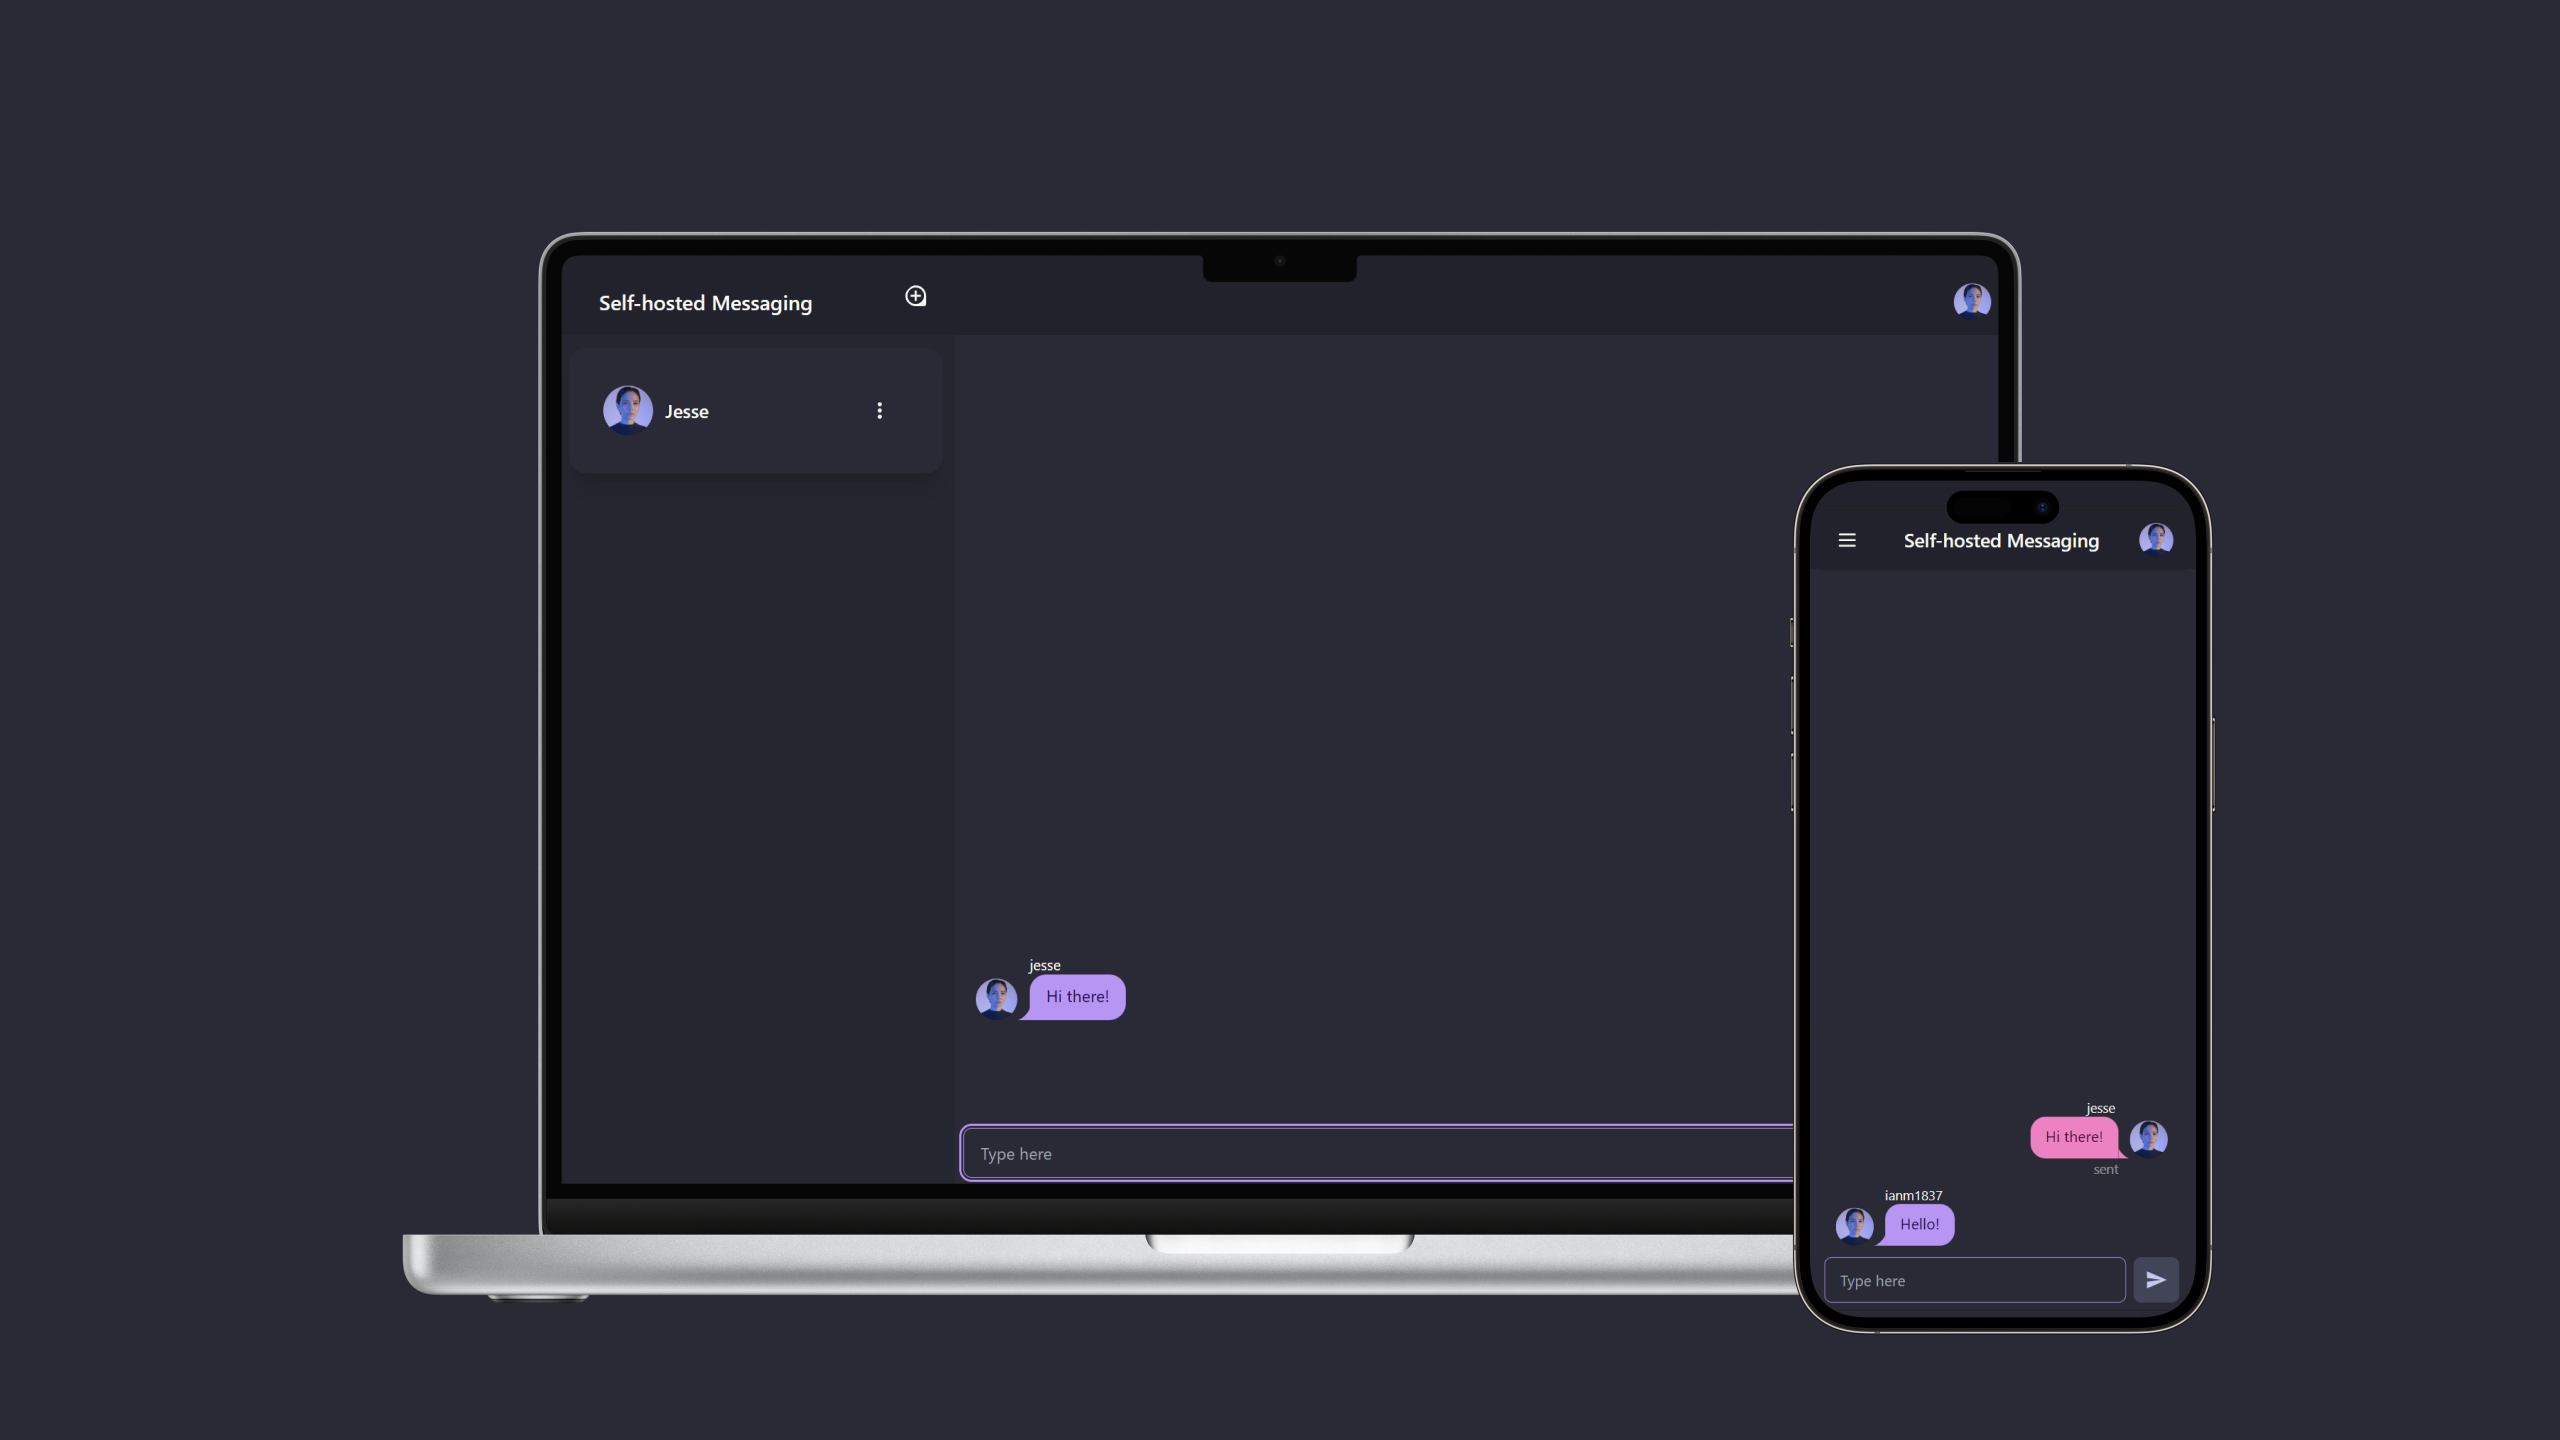 Self-hosted Messaging
Jesse
jesse
Hi there!
Type here
Self-hosted Messaging
jesse
Hi there!
sent
ianm1837
Hello!
Type here